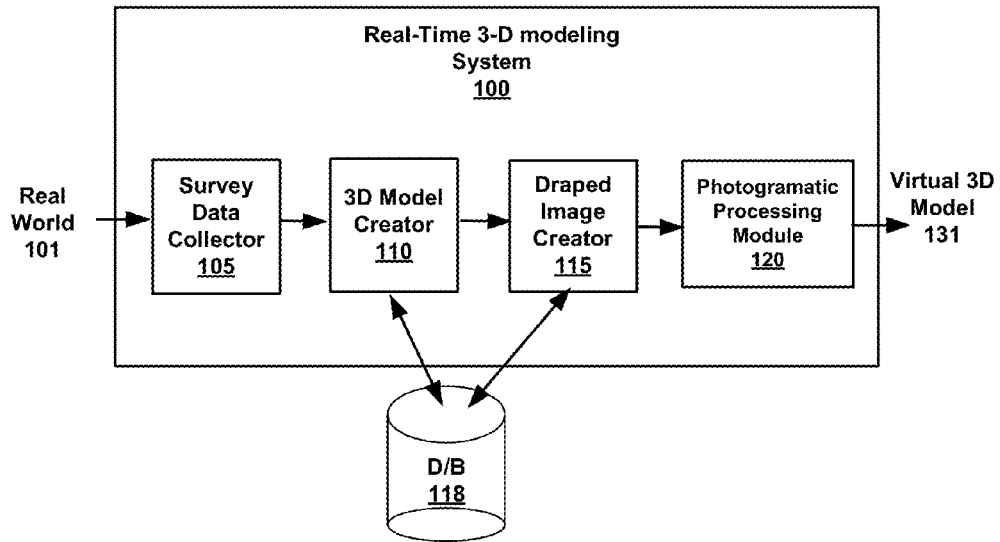 Real-Time 3-D modeling
System
100
Real
World
101
Survey
Data
Collector
105
3D Model
Creator
110
Draped
Image
Creator
115
Photogramatic
Processing
Module
120
Virtual 3D
Model
131
D/B
118